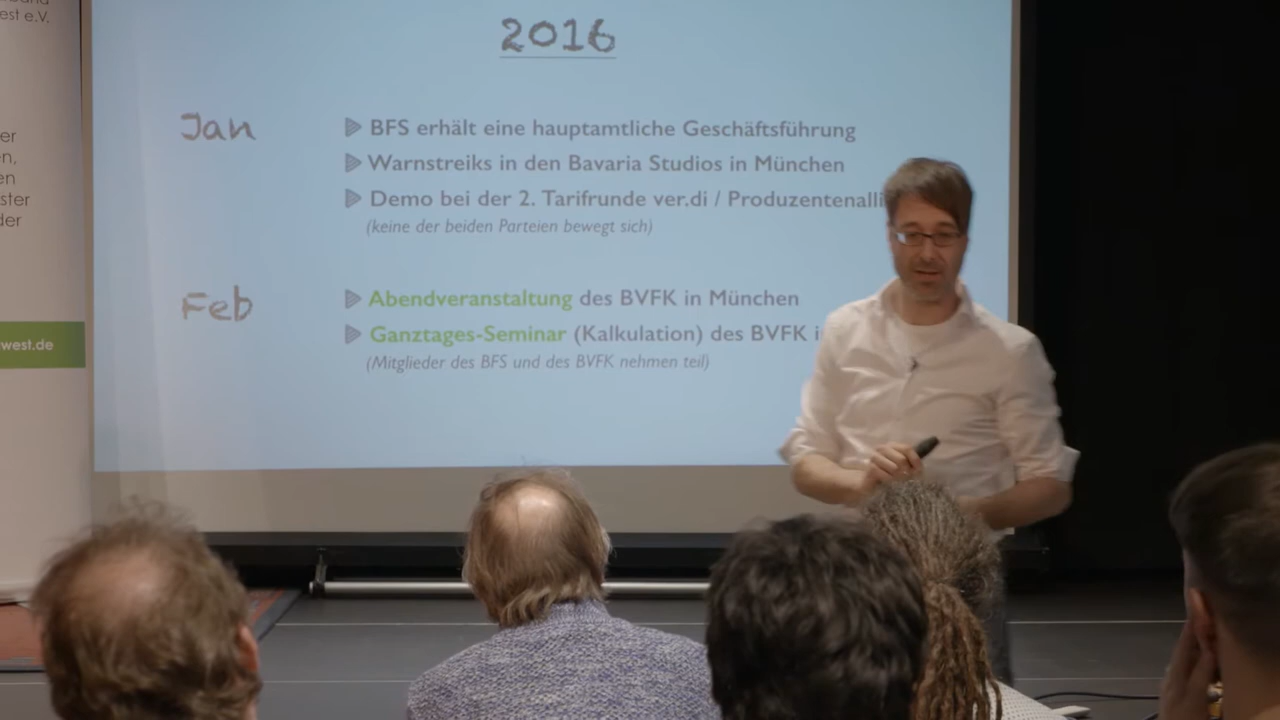 est e.V.
er
n,
en
ster
der
west.de
2016
Jan
BFS erhält eine hauptamtliche Geschäftsführung
Warnstreiks in den Bavaria Studios in München
Demo bei der 2. Tarifrunde ver.di / Produzentenalli
(keine der beiden Parteien bewegt sich)
Feb
Abendveranstaltung des BVFK in München
Ganztages-Seminar (Kalkulation) des BVFK i
(Mitglieder des BFS und des BVFK nehmen teil)